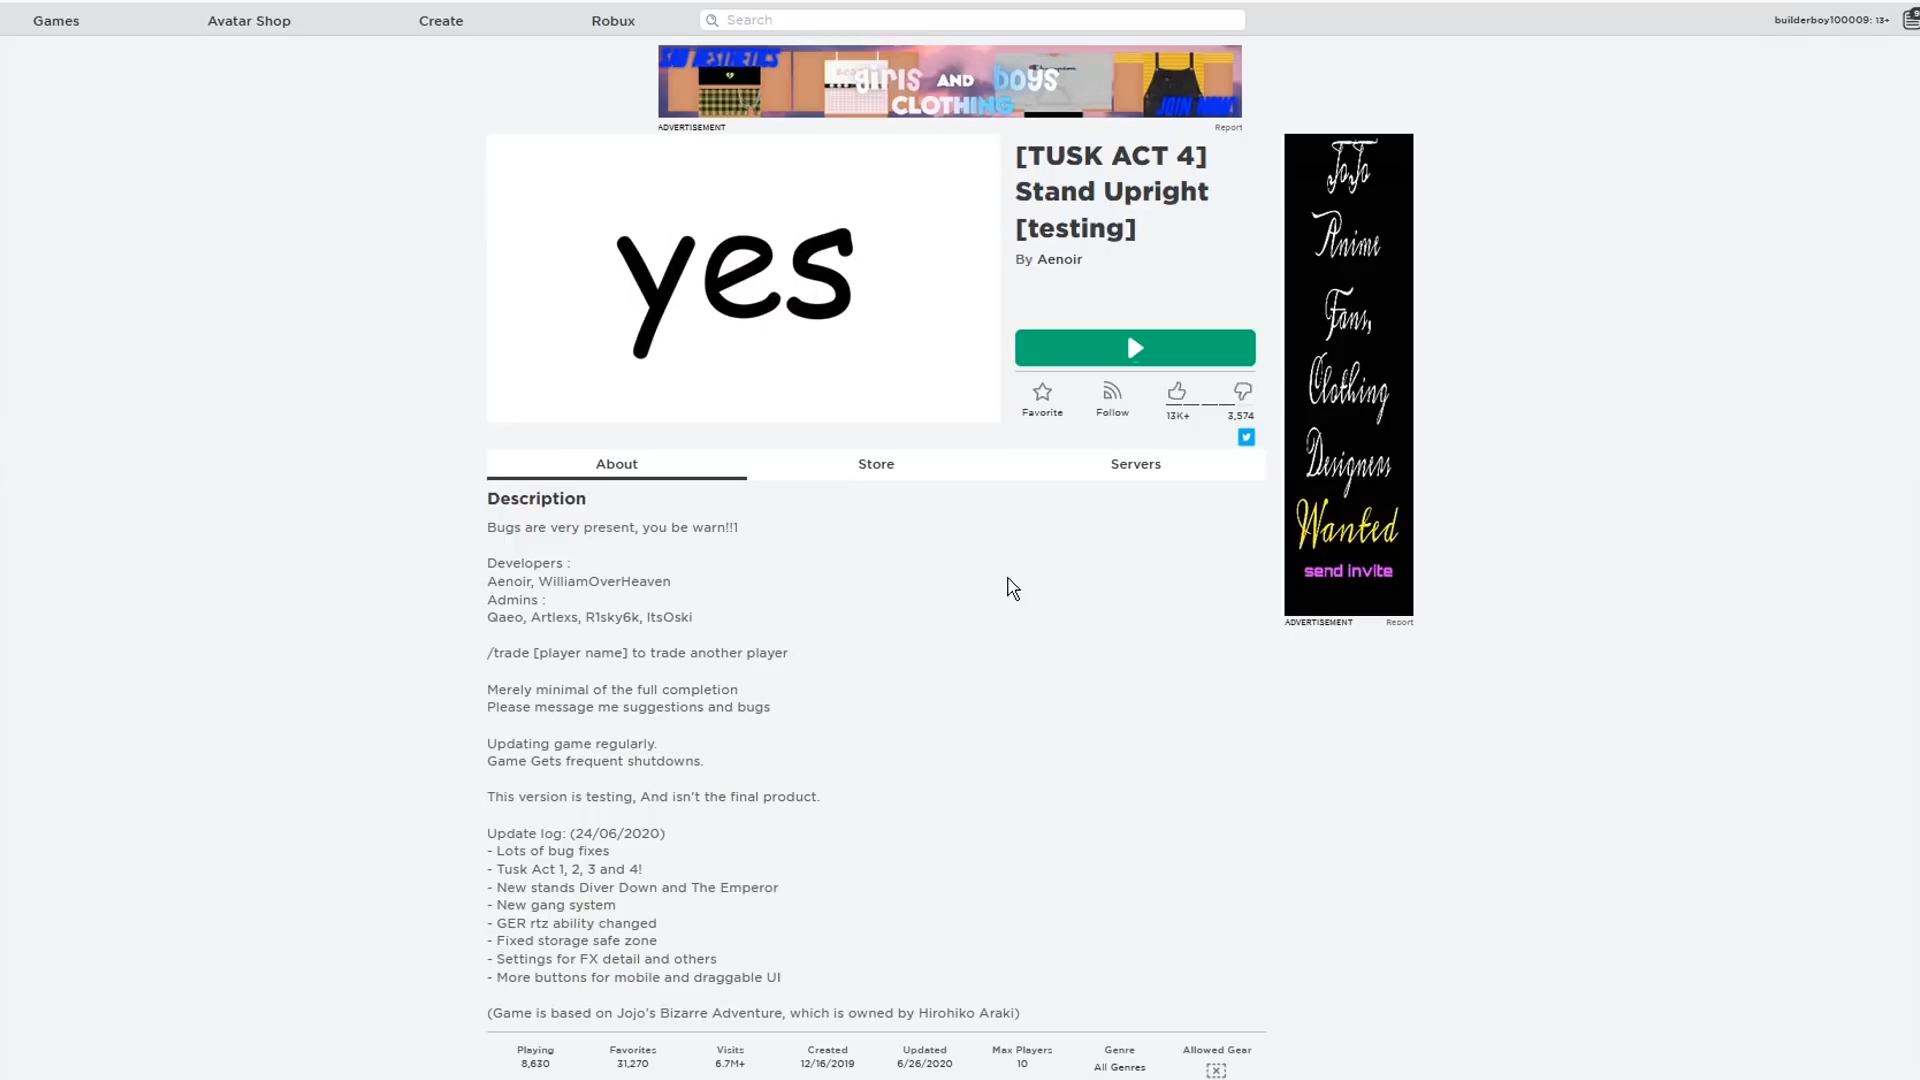 Games
Avatar Shop
Create
Robux
Search
builderboy100009: 13+
SAD AESTHETICS
girls AND boys
CLOTHING
JOIN NOW!
ADVERTISEMENT
Report
yes
[TUSK ACT 4]
Stand Upright
[testing]
By Aenoir
Favorite
Follow
13K+
3,574
JoJo
Anime
Fans,
Clothing
Designers
Wanted
send invite
ADVERTISEMENT
Report
About
Store
Servers
Description
Bugs are very present, you be warn!!1
Developers :
Aenoir, WilliamOverHeaven
Admins :
Qaeo, Artlexs, R1sky6k, ItsOski
/trade [player name] to trade another player
Merely minimal of the full completion
Please message me suggestions and bugs
Updating game regularly.
Game Gets frequent shutdowns.
This version is testing, And isn't the final product.
Update log: (24/06/2020)
- Lots of bug fixes
- Tusk Act 1, 2, 3 and 4!
- New stands Diver Down and The Emperor
- New gang system
- GER rtz ability changed
- Fixed storage safe zone
- Settings for FX detail and others
- More buttons for mobile and draggable UI
(Game is based on Jojo's Bizarre Adventure, which is owned by Hirohiko Araki)
Playing
8,630
Favorites
31,270
Visits
6.7M+
Created
12/16/2019
Updated
6/26/2020
Max Players
10
Genre
All Genres
Allowed Gear